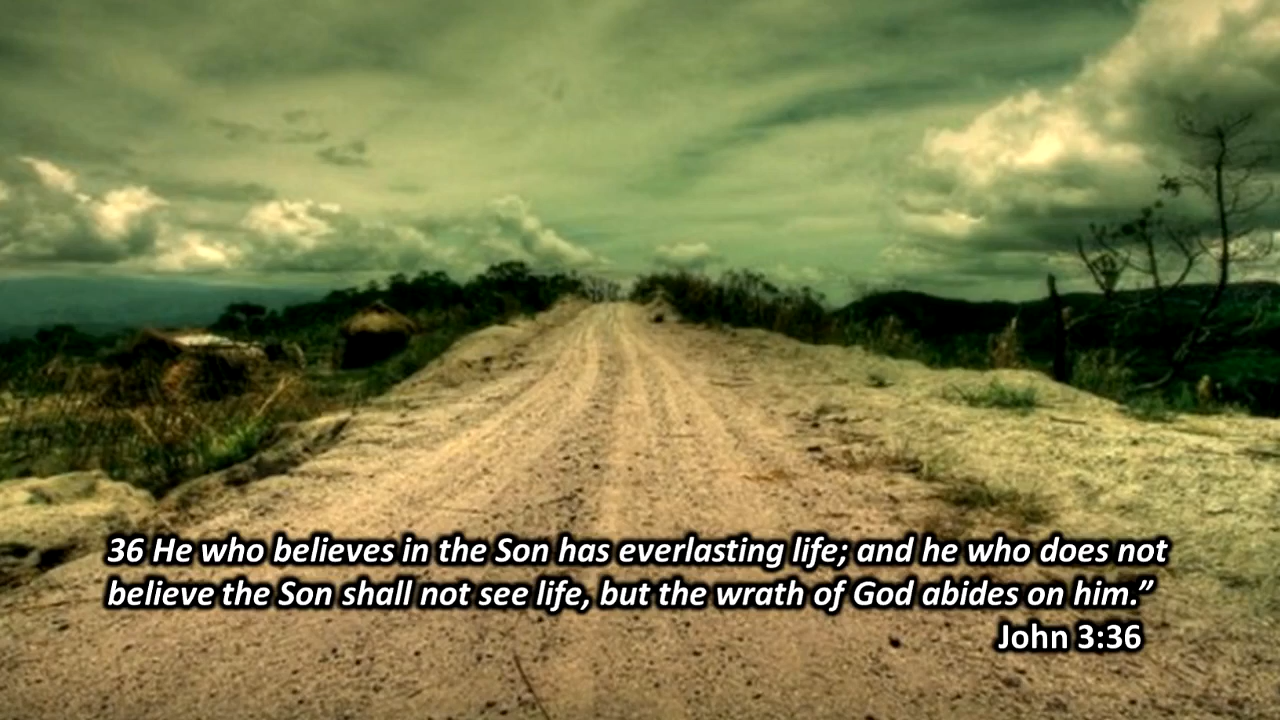 36 He who believes in the Son has everlasting life; and he who does not
believe the Son shall not see life, but the wrath of God abides on him.”
John 3:36